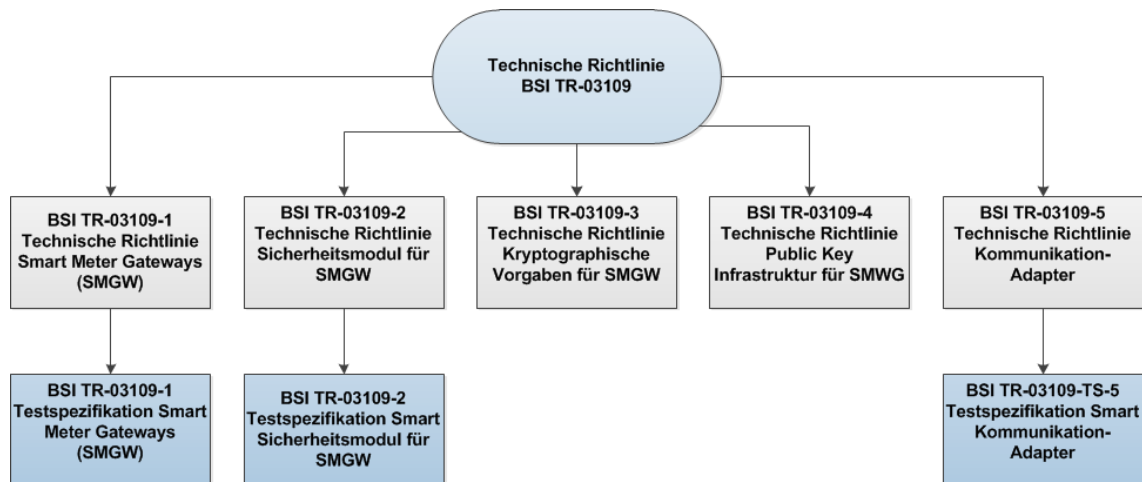 Technische Richtlinie
BSI TR-03109
BSI TR-03109-1
Technische Richtlinie
Smart Meter Gateways
(SMGW)
BSI TR-03109-2
Technische Richtlinie
Sicherheitsmodul für
SMGW
BSI TR-03109-3
Technische Richtlinie
Kryptographische
Vorgaben für SMGW
BSI TR-03109-4
Technische Richtlinie
Public Key
Infrastruktur für SMWG
BSI TR-03109-5
Technische Richtlinie
Kommunikation-
Adapter
BSI TR-03109-1
Testspezifikation Smart
Meter Gateways
(SMGW)
BSI TR-03109-2
Testspezifikation Smart
Sicherheitsmodul für
SMGW
BSI TR-03109-TS-5
Testspezifikation Smart
Kommunikation-
Adapter